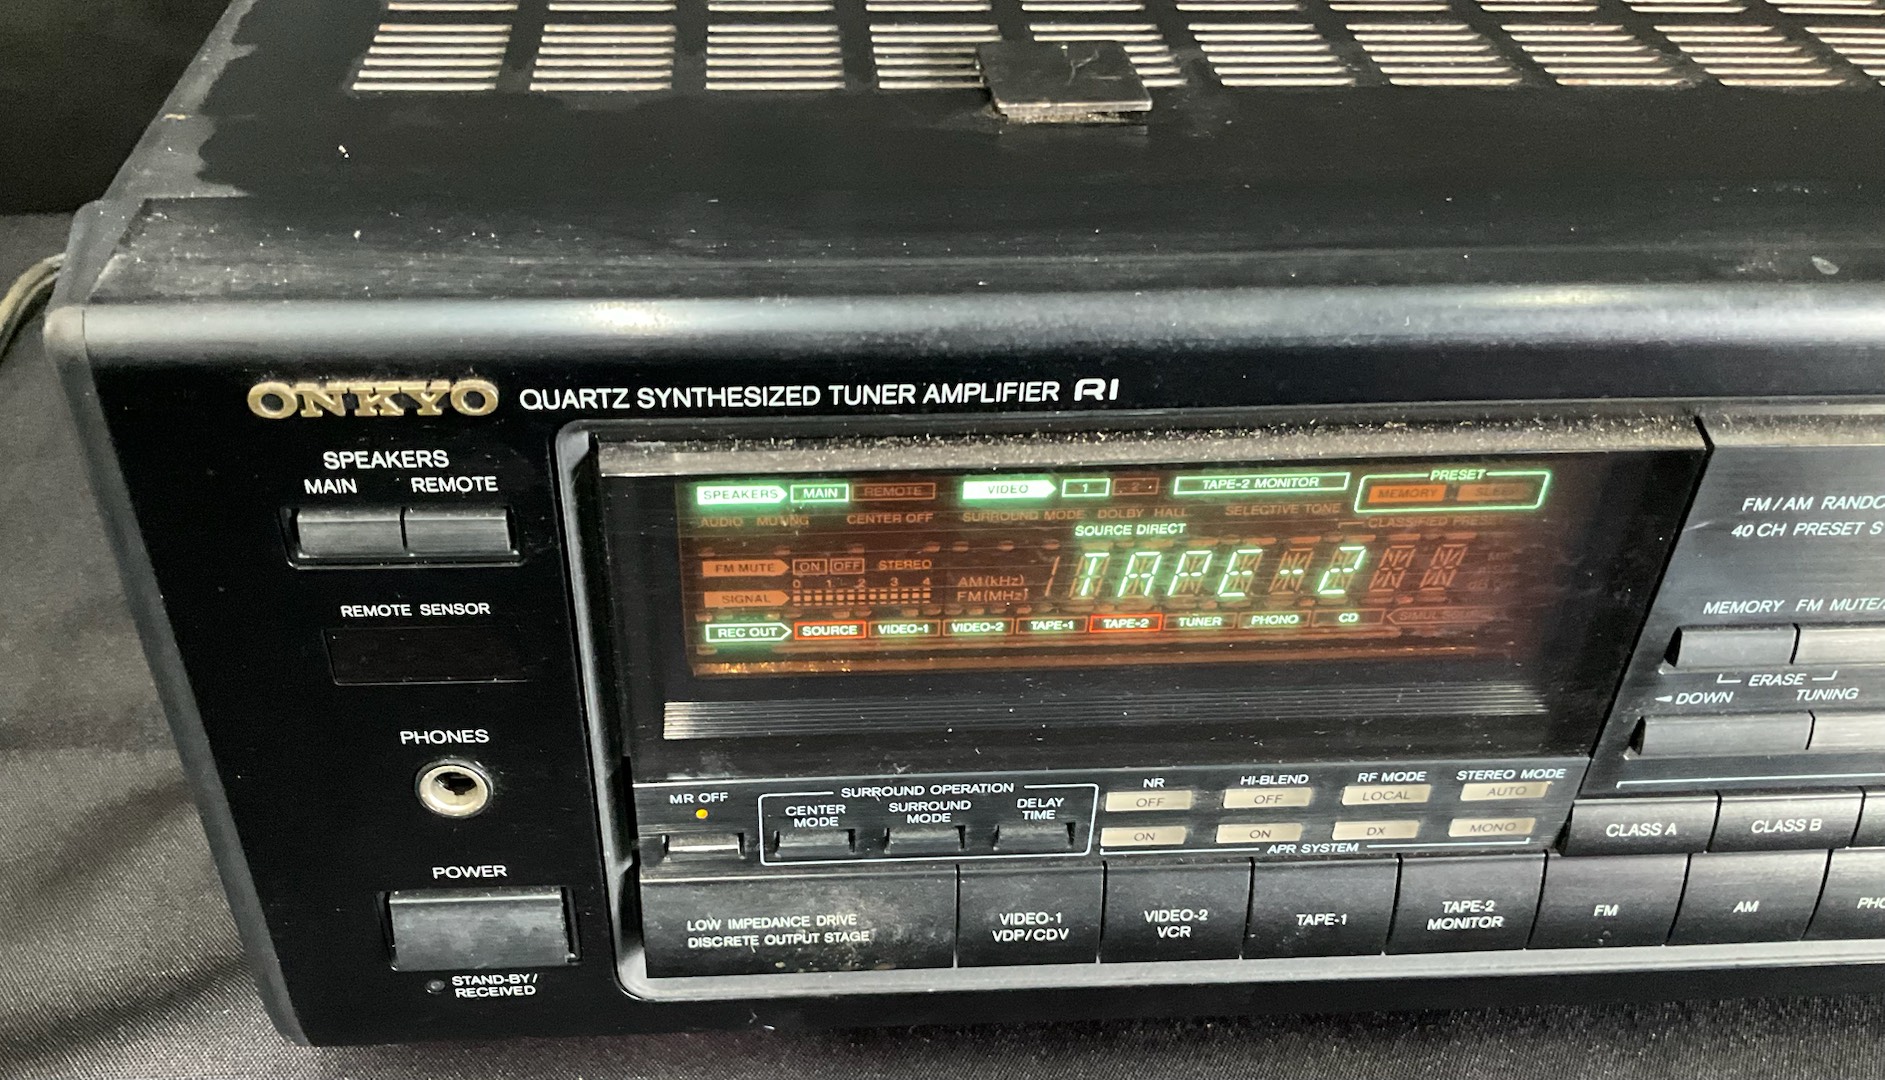 ONKYO QUARTZ SYNTHESIZED TUNER AMPLIFIER RI
SPEAKERS
MAIN REMOTE
REMOTE SENSOR
PHONES
POWER
STAND-BY/
RECEIVED
SPEAKERS MAIN REMOTE VIDEO 1 2 TAPE-2 MONITOR PRESET
MEMORY
AUDIO MUTING CENTER OFF SURROUND MODE DOLBY HALL SELECTIVE TONE
CLASSIFIED PRESET
SOURCE DIRECT
FM MUTE ON OFF STEREO
TAPE-2
0 1 2 3 4
AM(kHz)
SIGNAL
FM(MHz)
REC OUT SOURCE VIDEO-1 VIDEO-2 TAPE-1 TAPE-2 TUNER PHONO CD
MR OFF
SURROUND OPERATION
CENTER
MODE
SURROUND
MODE
DELAY
TIME
NR HI-BLEND RF MODE STEREO MODE
OFF OFF LOCAL AUTO
ON ON DX MONO
APR SYSTEM
LOW IMPEDANCE DRIVE
DISCRETE OUTPUT STAGE
VIDEO-1
VDP/CDV
VIDEO-2
VCR
TAPE-1
TAPE-2
MONITOR
FM
AM
PHO
CLASS A CLASS B
FM/AM RANDO
40 CH PRESET S
MEMORY FM MUTE/
ERASE
DOWN TUNING